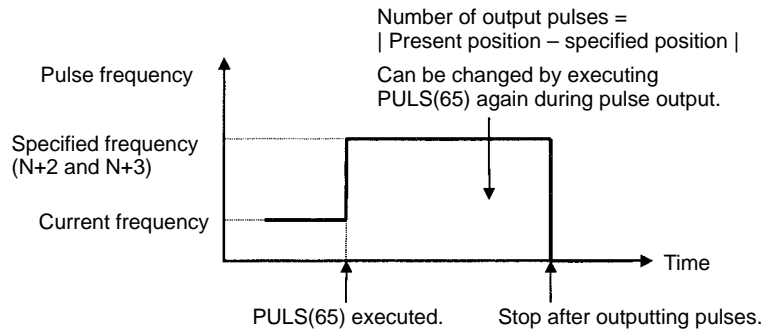 Number of output pulses =
| Present position – specified position |
Can be changed by executing
PULS(65) again during pulse output.
Pulse frequency
Specified frequency
(N+2 and N+3)
Current frequency
Time
PULS(65) executed.
Stop after outputting pulses.